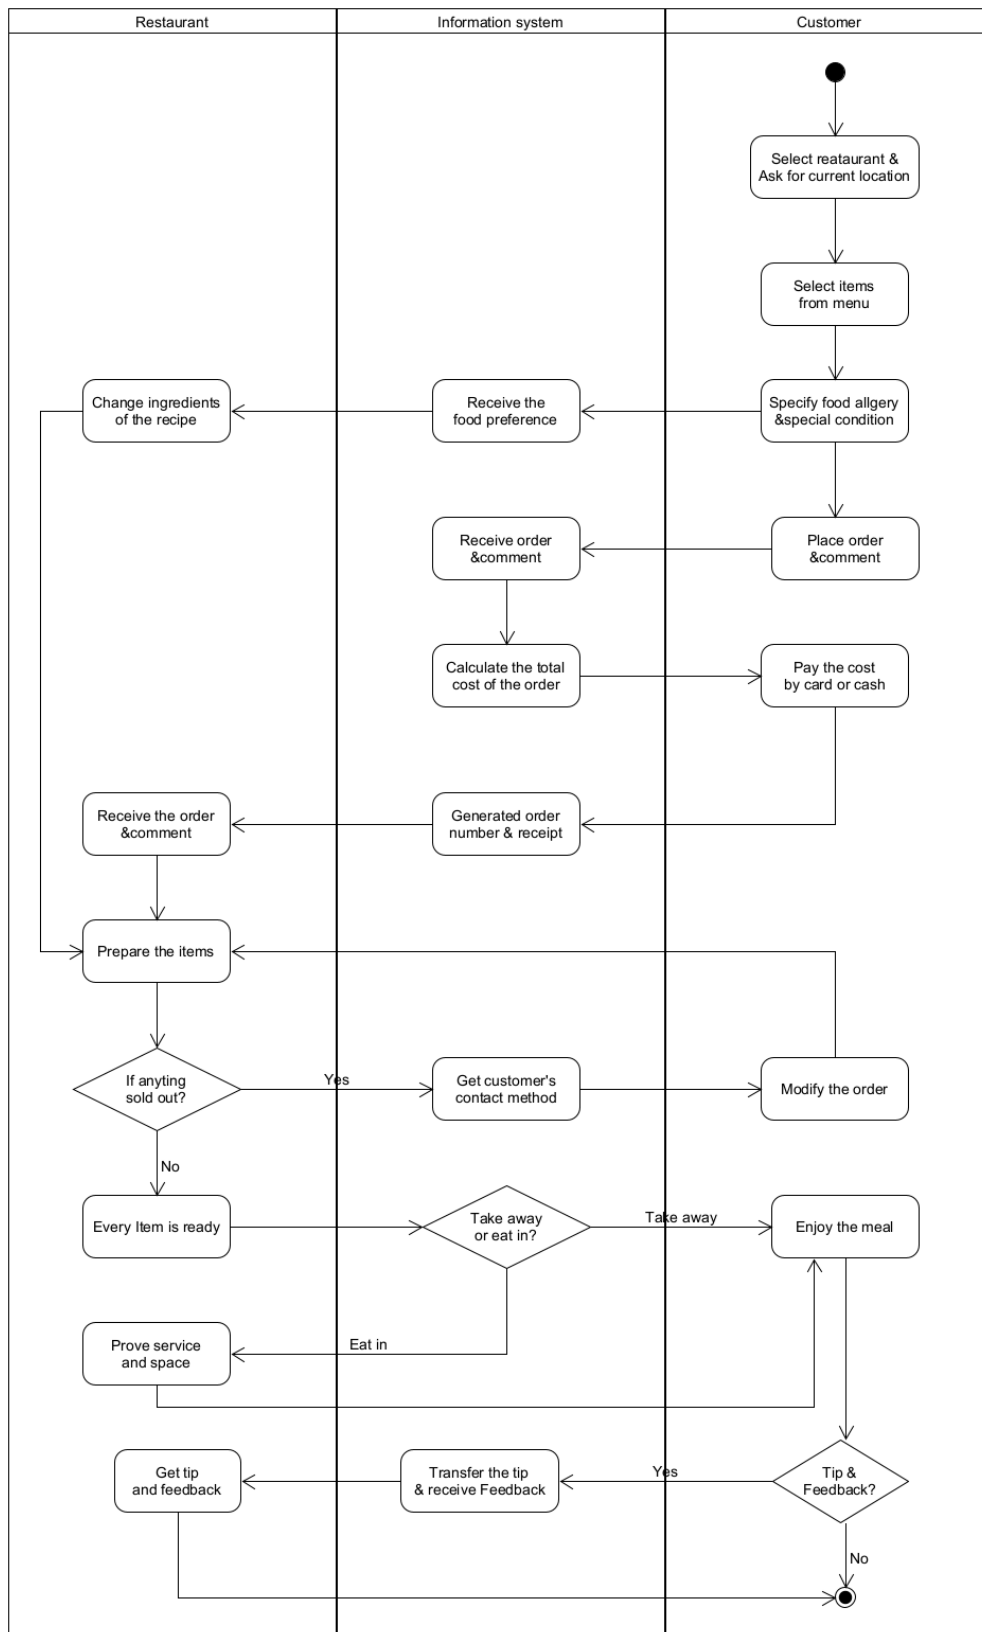 Restaurant
Information system
Customer
Select reataurant &
Ask for current location
Select items
from menu
Change ingredients
of the recipe
Receive the
food preference
Specify food allgery
&special condition
Receive order
&comment
Place order
&comment
Calculate the total
cost of the order
Pay the cost
by card or cash
Receive the order
&comment
Generated order
number & receipt
Prepare the items
If anyting
sold out?
Yes
Get customer's
contact method
Modify the order
No
Every Item is ready
Take away
or eat in?
Take away
Enjoy the meal
Prove service
and space
Eat in
Get tip
and feedback
Transfer the tip
& receive Feedback
Yes
Tip &
Feedback?
No